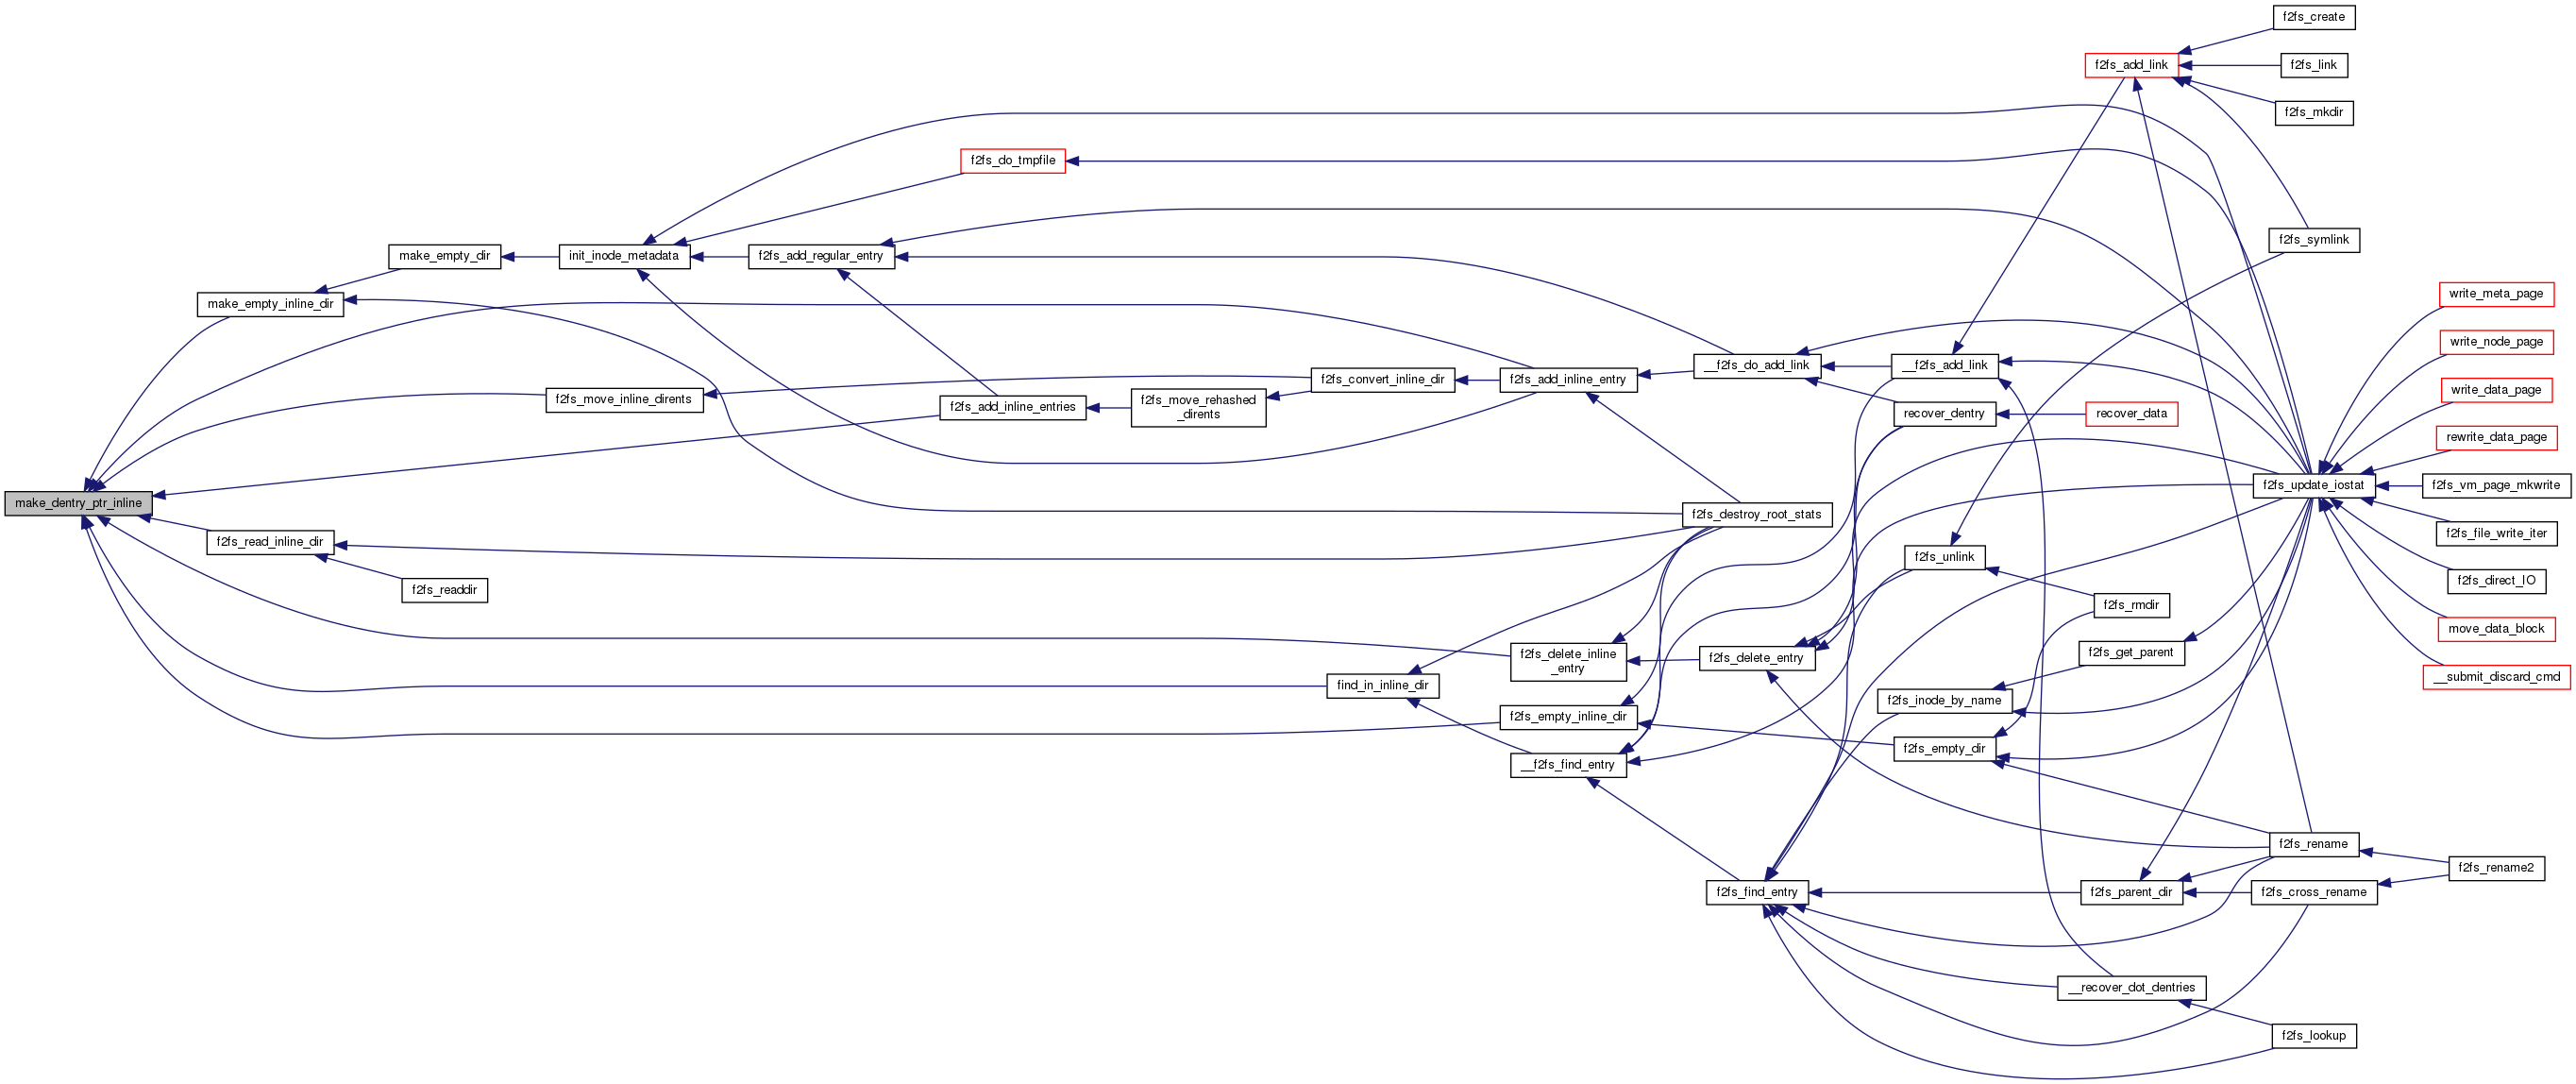 f2fs_create
f2fs_add_link
f2fs_link
f2fs_mkdir
f2fs_do_tmpfile
f2fs_symlink
make_empty_dir
init_inode_metadata
f2fs_add_regular_entry
write_meta_page
make_empty_inline_dir
write_node_page
__f2fs_do_add_link
__f2fs_add_link
f2fs_convert_inline_dir
f2fs_add_inline_entry
write_data_page
f2fs_move_inline_dirents
f2fs_add_inline_entries
f2fs_move_rehashed
_dirents
recover_dentry
recover_data
rewrite_data_page
f2fs_update_iostat
f2fs_vm_page_mkwrite
make_dentry_ptr_inline
f2fs_destroy_root_stats
f2fs_file_write_iter
f2fs_read_inline_dir
f2fs_unlink
f2fs_direct_IO
f2fs_readdir
f2fs_rmdir
move_data_block
f2fs_delete_inline
_entry
f2fs_delete_entry
f2fs_get_parent
__submit_discard_cmd
find_in_inline_dir
f2fs_inode_by_name
f2fs_empty_inline_dir
f2fs_empty_dir
__f2fs_find_entry
f2fs_rename
f2fs_rename2
f2fs_find_entry
f2fs_parent_dir
f2fs_cross_rename
__recover_dot_dentries
f2fs_lookup